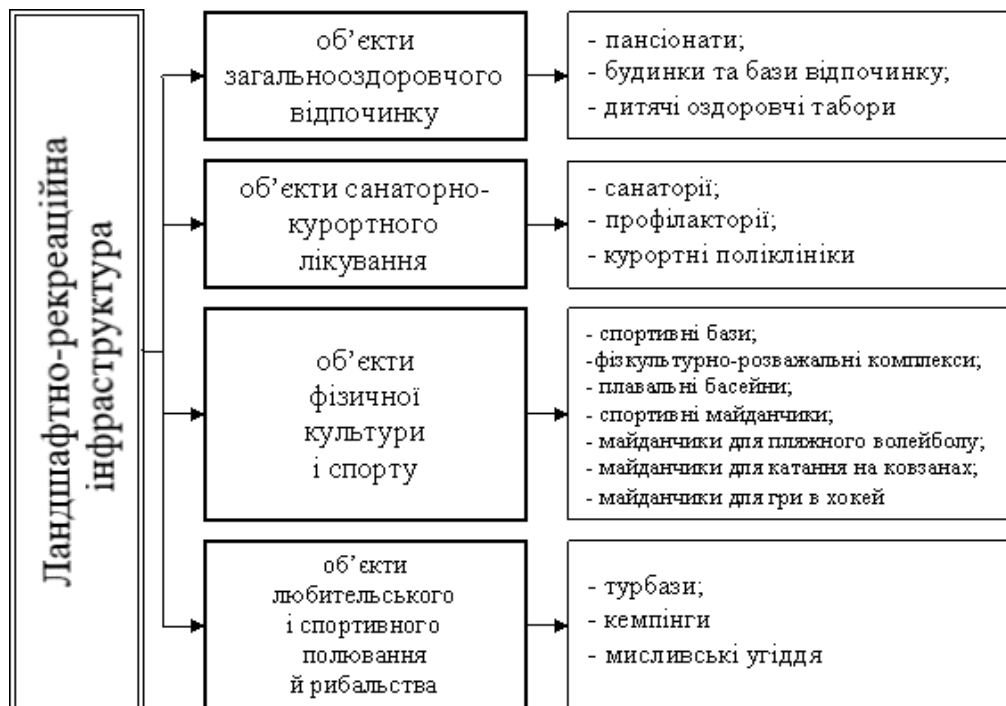 Ландшафтно-рекреаційна
інфраструктура
об’єкти
загальнооздоровчого
відпочинку
- пансіонати;
- будинки та бази відпочинку;
- дитячі оздоровчі табори
об’єкти санаторно-
курортного
лікування
- санаторії;
- профілакторії;
- курортні поліклініки
об’єкти
фізичної
культури
і спорту
- спортивні бази;
-фізкультурно-розважальні комплекси;
- плавальні басейни;
- спортивні майданчики;
- майданчики для пляжного волейболу;
- майданчики для катання на ковзанах;
- майданчики для гри в хокей
об’єкти
любительського
і спортивного
полювання
й рибальства
- турбази;
- кемпінги
- мисливські угіддя